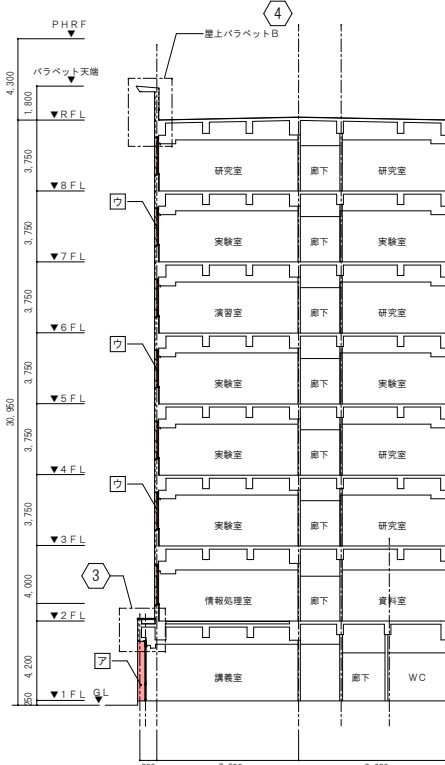 4
PHRF
屋上パラペットB
4,300
パラペット天端
1,800
▼RFL
3,750
研究室 廊下 研究室
▼8FL
ウ
3,750
実験室 廊下 実験室
▼7FL
3,750
演習室 廊下 研究室
▼6FL
ウ
3,750
実験室 廊下 実験室
▼5FL
30,950
3,750
実験室 廊下 研究室
▼4FL
ウ
3,750
実験室 廊下 研究室
▼3FL
3
4,000
情報処理室 廊下 資料室
▼2FL
ア
4,200
講義室 廊下 WC
▼1FL GL
250